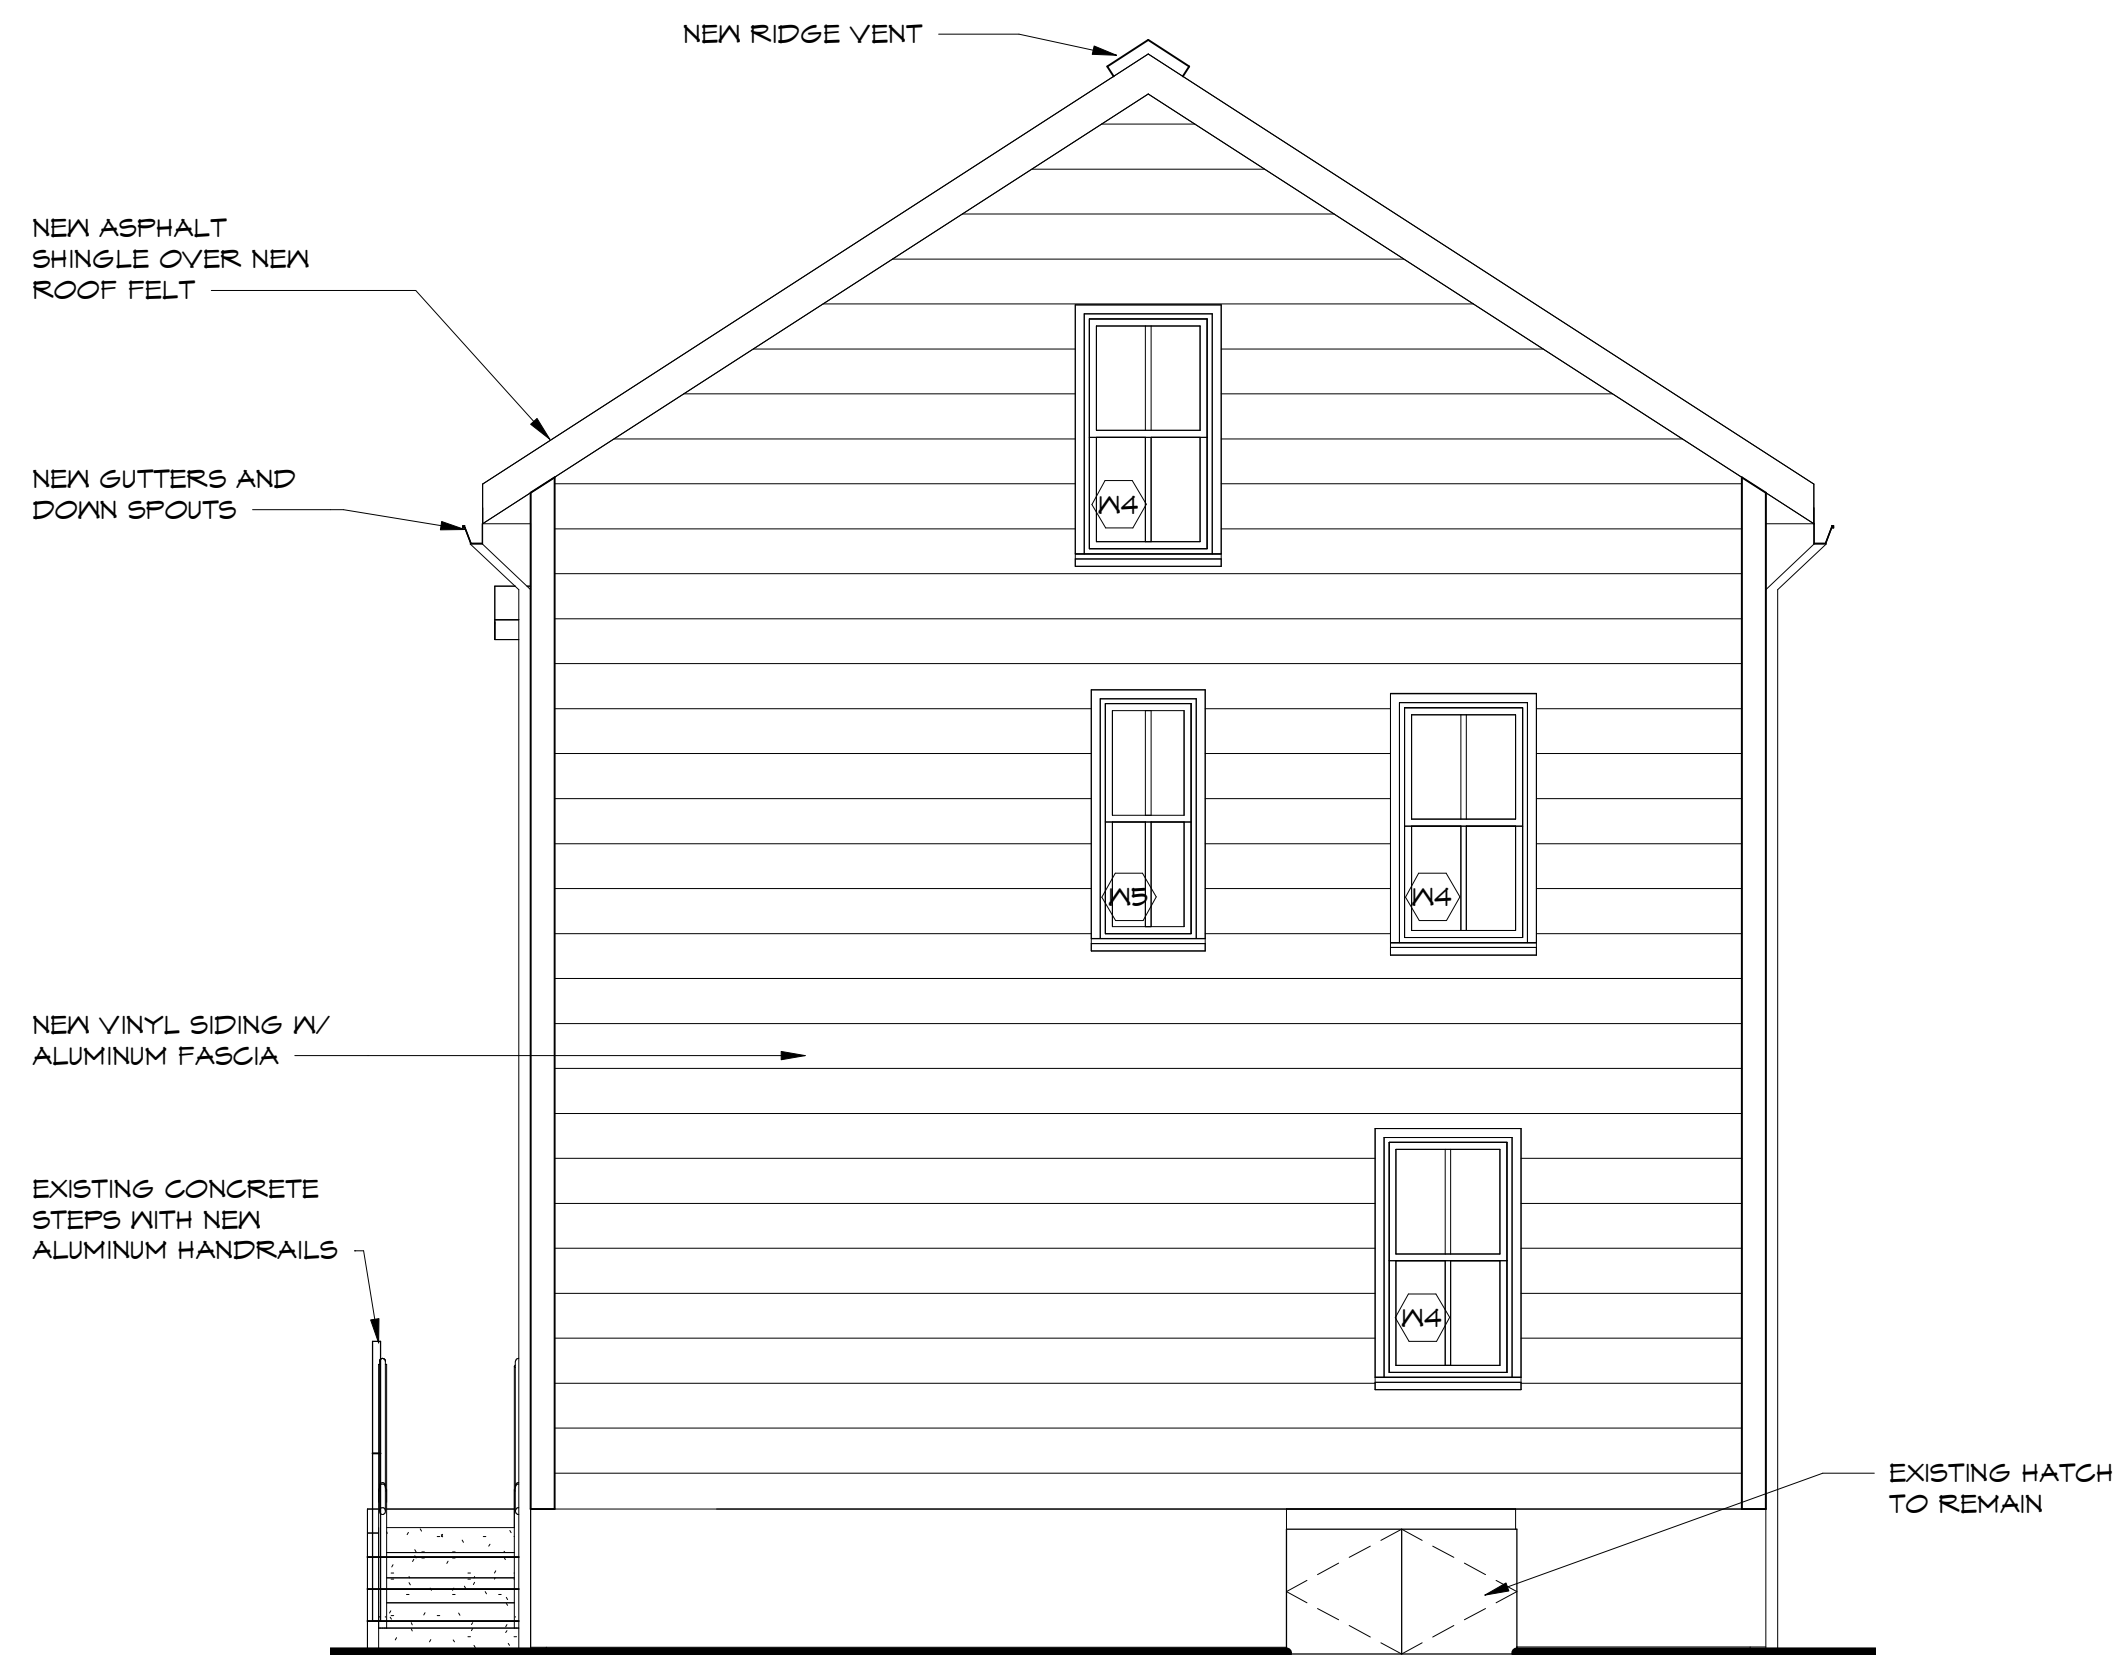 NEW RIDGE VENT
NEW ASPHALT
SHINGLE OVER NEW
ROOF FELT
NEW GUTTERS AND
DOWN SPOUTS
W4
W5
W4
NEW VINYL SIDING W/
ALUMINUM FASCIA
EXISTING CONCRETE
STEPS WITH NEW
ALUMINUM HANDRAILS
W4
EXISTING HATCH
TO REMAIN